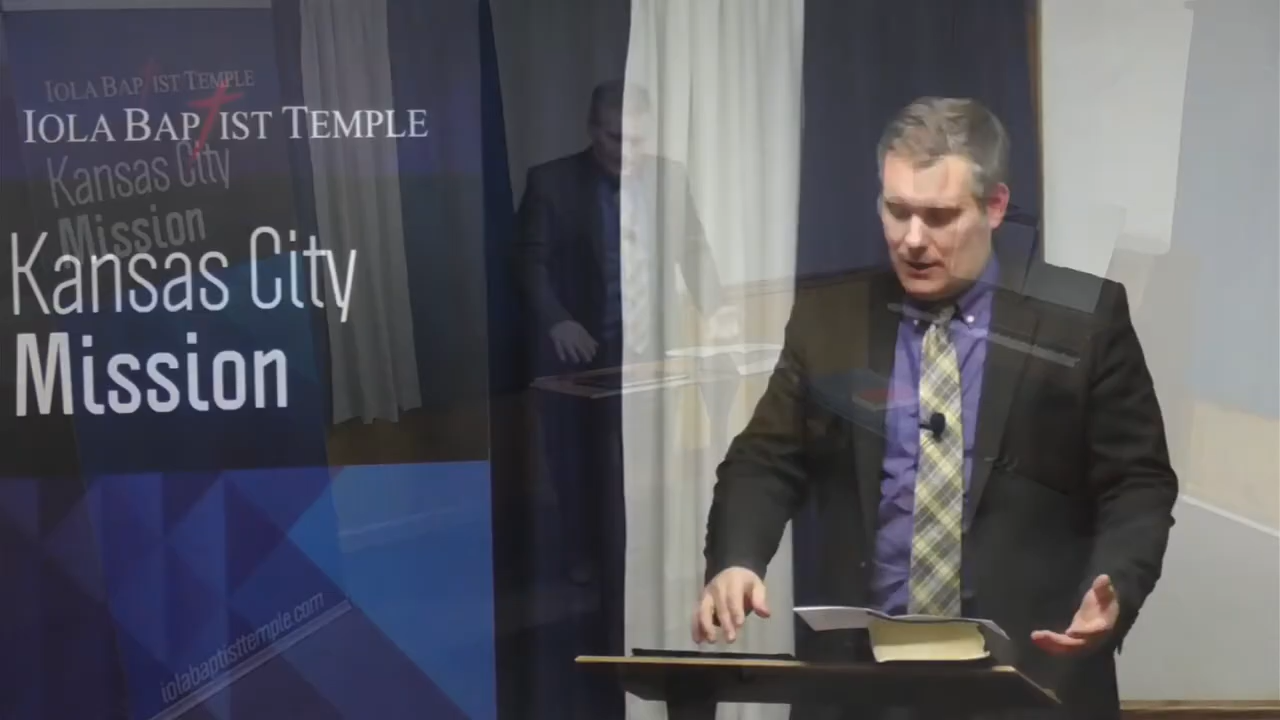 IOLA BAPTIST TEMPLE
IOLA BAPTIST TEMPLE
Kansas City
Mission
Kansas City
Mission
iolabaptisttemple.com